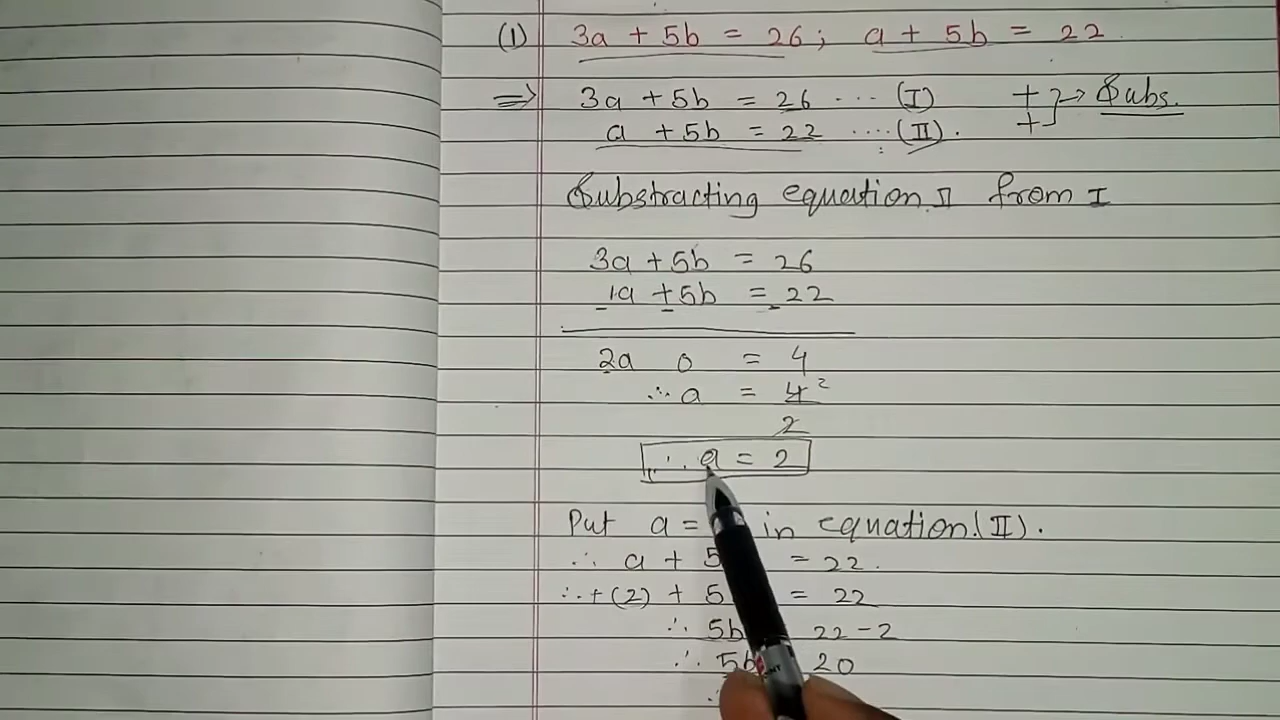 (1) 3a + 5b = 26 ; a + 5b = 22
⇒ 3a + 5b = 26 ... (I) + → Subs.
a + 5b = 22 .... (II). +
Substracting equation II from I
3a + 5b = 26
1a + 5b = 22
- - -
2a 0 = 4
∴ a = 4 2
2
∴ a = 2
Put a = in equation (II).
∴ a + 5 = 22.
∴ +(2) + 5 = 22
∴ 5b 22 - 2
∴ 5b 20
∴